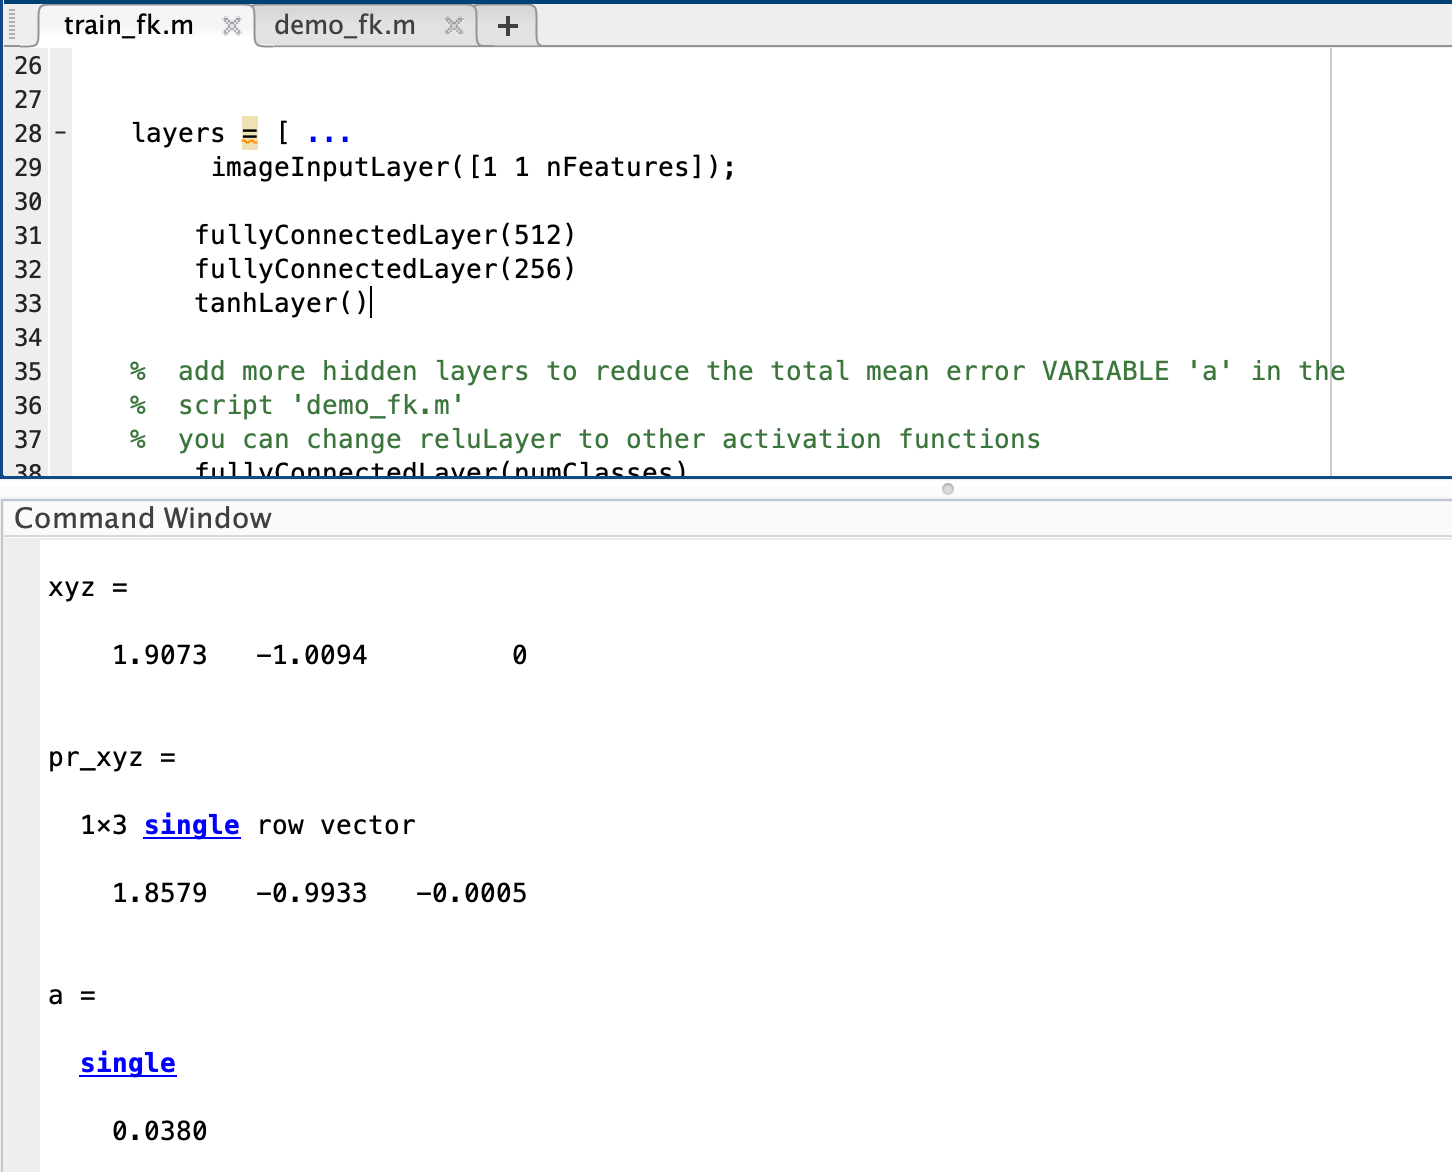 train_fk.m demo_fk.m +
26
27
28 – layers = [ ...
29 imageInputLayer([1 1 nFeatures]);
30
31 fullyConnectedLayer(512)
32 fullyConnectedLayer(256)
33 tanhLayer()
34
35 % add more hidden layers to reduce the total mean error VARIABLE 'a' in the
36 % script 'demo_fk.m'
37 % you can change reluLayer to other activation functions
38 fullyConnectedLayer(numClasses)
Command Window
xyz =
1.9073 -1.0094 0
pr_xyz =
1×3 single row vector
1.8579 -0.9933 -0.0005
a =
single
0.0380